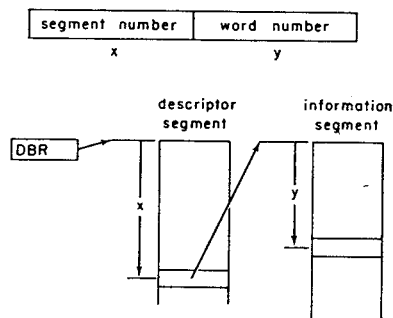 segment number word number
x y
descriptor segment
information segment
DBR
x
y